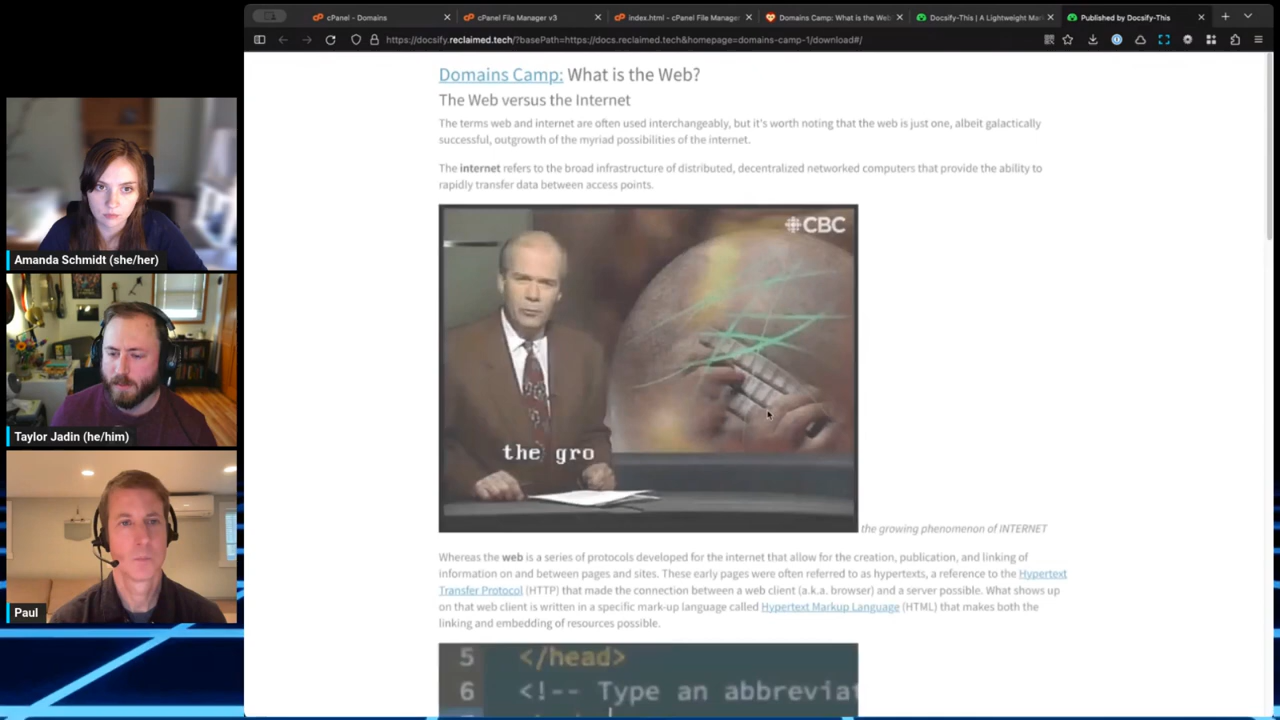 cPanel - Domains
cPanel File Manager v3
index.html - cPanel File Manager
Domains Camp: What is the Web
Docsify-This | A Lightweight Mar
Published by Docsify-This
https://docsify.reclaimed.tech/?basePath=https://docs.reclaimed.tech&homepage=domains-camp-1/download#/
Domains Camp: What is the Web?
The Web versus the Internet
The terms web and internet are often used interchangeably, but it's worth noting that the web is just one, albeit galactically
successful, outgrowth of the myriad possibilities of the internet.
The internet refers to the broad infrastructure of distributed, decentralized networked computers that provide the ability to
rapidly transfer data between access points.
CBC
the gro
the growing phenomenon of INTERNET
Whereas the web is a series of protocols developed for the internet that allow for the creation, publication, and linking of
information on and between pages and sites. These early pages were often referred to as hypertexts, a reference to the Hypertext
Transfer Protocol (HTTP) that made the connection between a web client (a.k.a. browser) and a server possible. What shows up
on that web client is written in a specific mark-up language called Hypertext Markup Language (HTML) that makes both the
linking and embedding of resources possible.
5 </head>
6 <!-- Type an abbreviat
Amanda Schmidt (she/her)
Taylor Jadin (he/him)
Paul